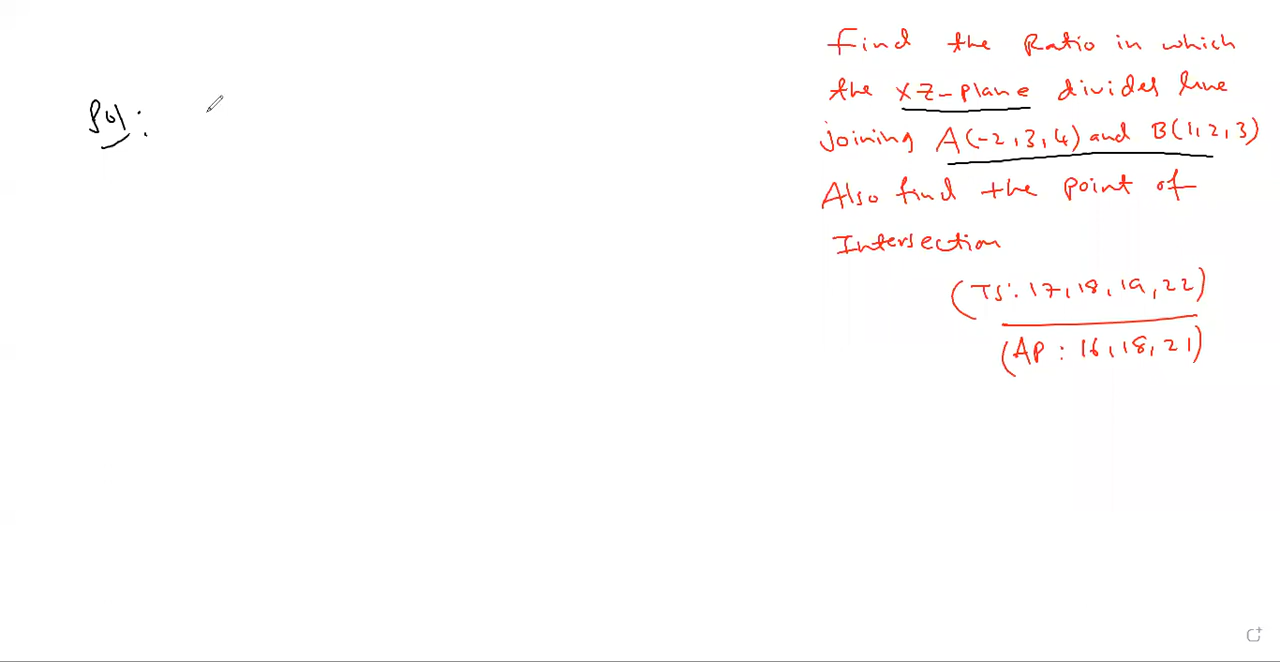 Find the Ratio in which
the XZ-plane divides line
joining A(-2,3,4) and B(1,2,3)
Also find the point of
Intersection
(TS: 17,18,19,22)
(AP: 16,18,21)
Sol: